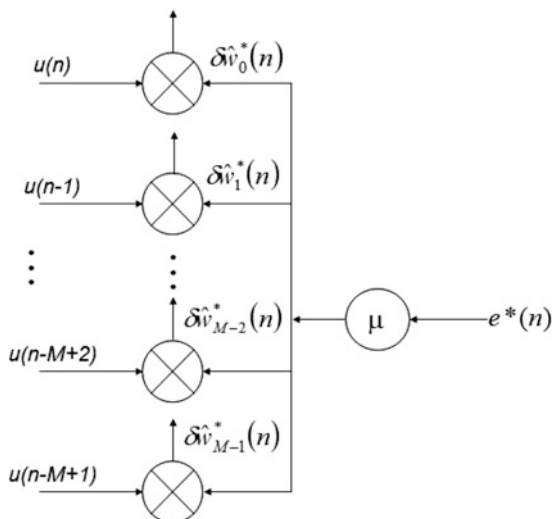 u(n)
δŵ₀*(n)
u(n-1)
δŵ₁*(n)
δŵ*_{M−2}(n)
μ
e*(n)
u(n-M+2)
δŵ*_{M−1}(n)
u(n-M+1)